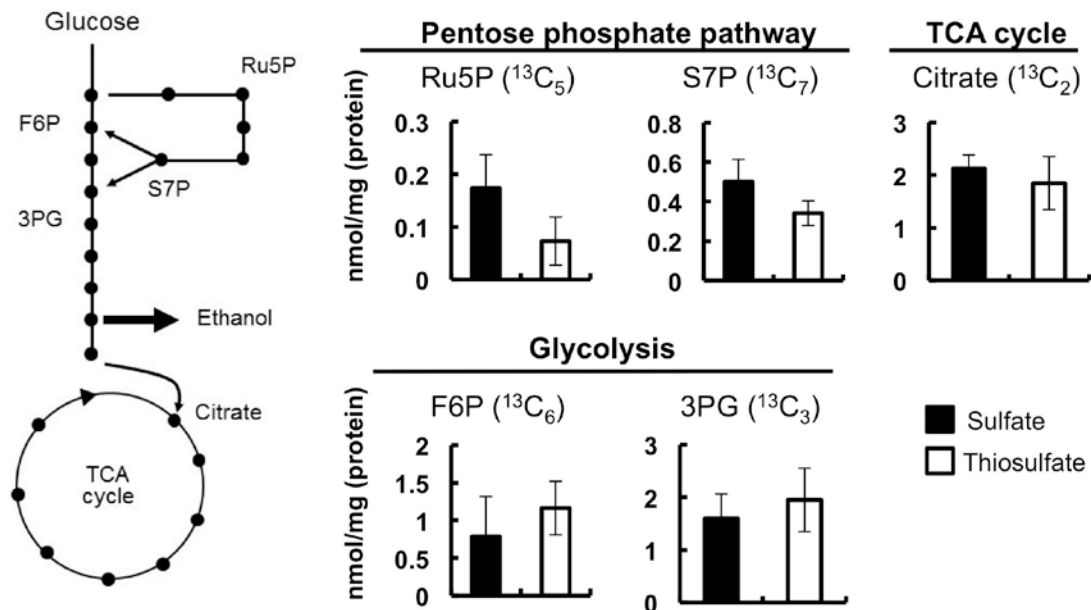 Glucose
Ru5P
F6P
S7P
3PG
Ethanol
Citrate
TCA
cycle
Pentose phosphate pathway
TCA cycle
Ru5P (¹³C₅)
S7P (¹³C₇)
Citrate (¹³C₂)
nmol/mg (protein)
0.3
0.2
0.1
0
0.8
0.6
0.4
0.2
0
3
2
1
0
Glycolysis
F6P (¹³C₆)
3PG (¹³C₃)
nmol/mg (protein)
2
1.5
1
0.5
0
3
2
1
0
Sulfate
Thiosulfate